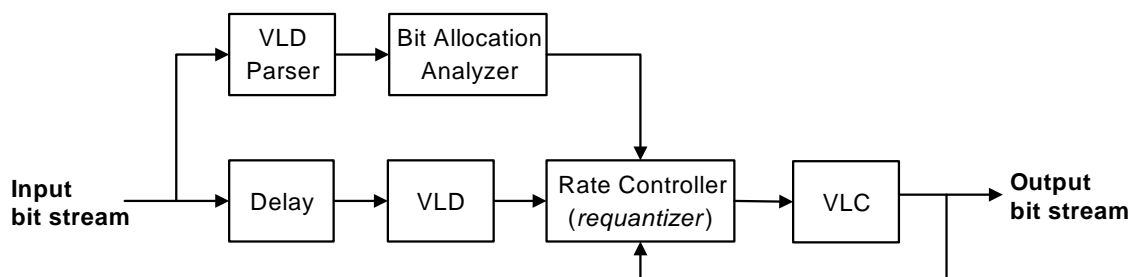 VLD
Parser
Bit Allocation
Analyzer
Input
bit stream
Delay
VLD
Rate Controller
(requantizer)
VLC
Output
bit stream